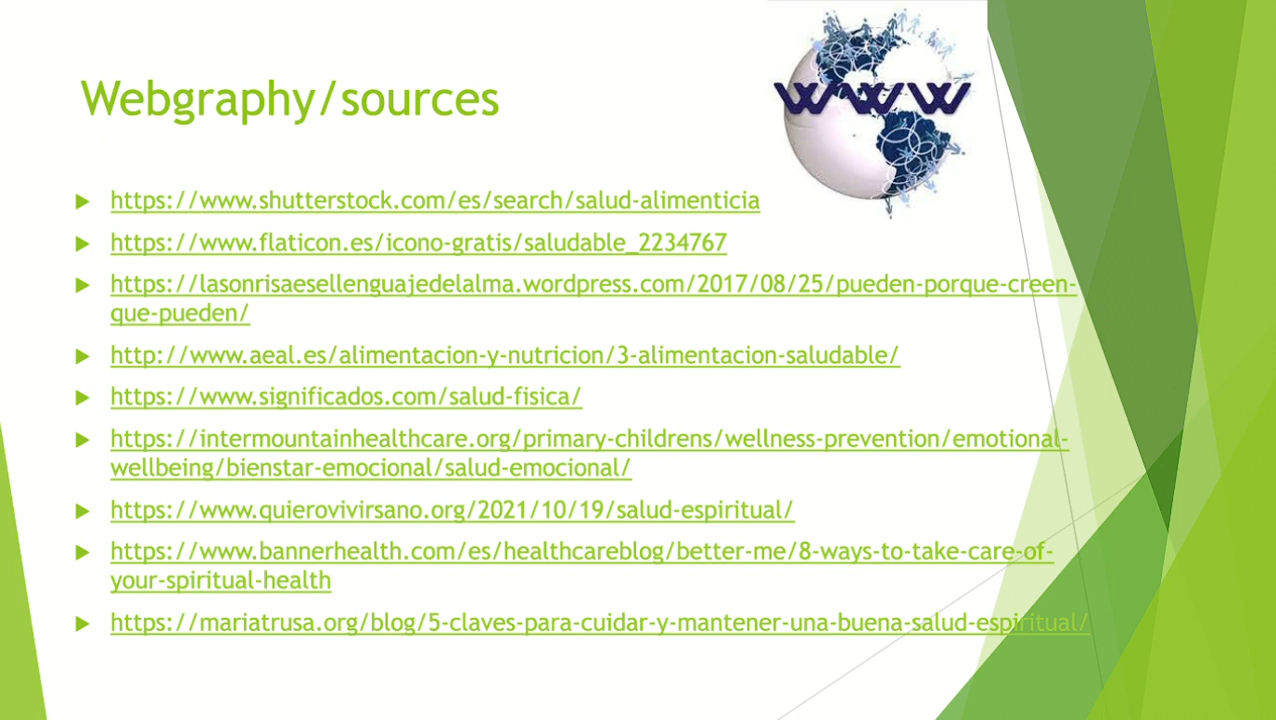 www
Webgraphy/sources
https://www.shutterstock.com/es/search/salud-alimenticia
https://www.flaticon.es/icono-gratis/saludable_2234767
https://lasonrisaesellenguajedelalma.wordpress.com/2017/08/25/pueden-porque-creen-
que-pueden/
http://www.aeal.es/alimentacion-y-nutricion/3-alimentacion-saludable/
https://www.significados.com/salud-fisica/
https://intermountainhealthcare.org/primary-childrens/wellness-prevention/emotional-
wellbeing/bienstar-emocional/salud-emocional/
https://www.quierovivirsano.org/2021/10/19/salud-espiritual/
https://www.bannerhealth.com/es/healthcareblog/better-me/8-ways-to-take-care-of-
your-spiritual-health
https://mariatrusa.org/blog/5-claves-para-cuidar-y-mantener-una-buena-salud-espiritual/